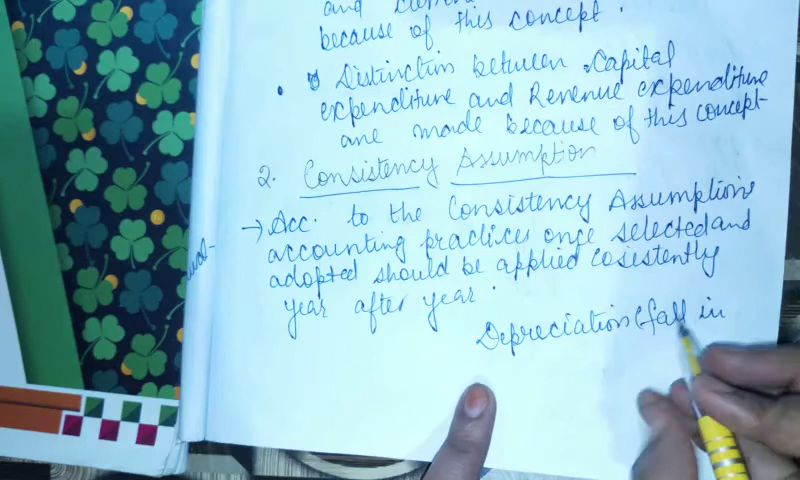 and
because of this concept.
• Distinction between Capital
expenditure and Revenue expenditure
are made because of this concept
2. Consistency Assumption
→ Acc. to the Consistency Assumptions
accounting practices once selected and
adopted should be applied cosistently
year after year.
Depreciation (fall in